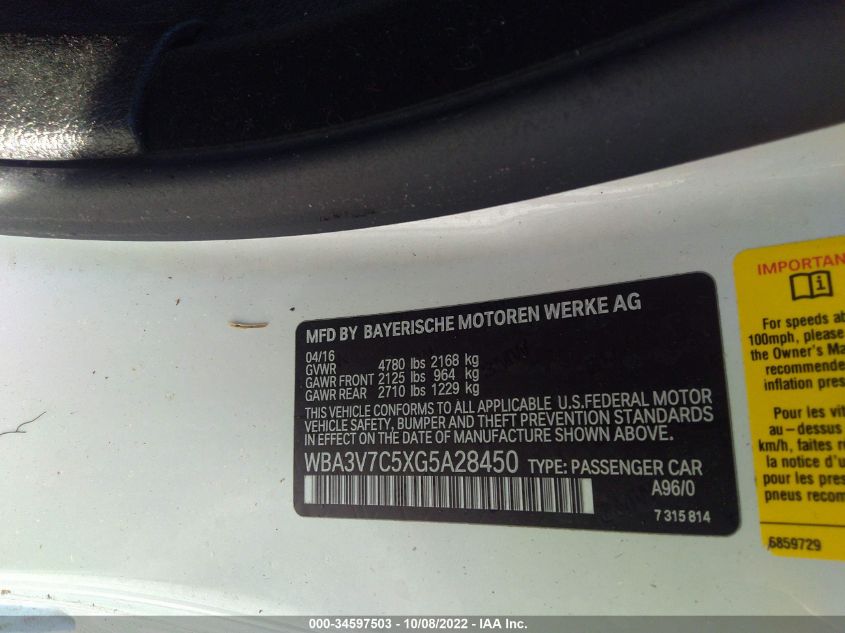 MFD BY BAYERISCHE MOTOREN WERKE AG
04/16
GVWR 4780 lbs 2168 kg
GAWR FRONT 2125 lbs 964 kg
GAWR REAR 2710 lbs 1229 kg
THIS VEHICLE CONFORMS TO ALL APPLICABLE U.S.FEDERAL MOTOR
VEHICLE SAFETY, BUMPER AND THEFT PREVENTION STANDARDS
IN EFFECT ON THE DATE OF MANUFACTURE SHOWN ABOVE.
WBA3V7C5XG5A28450 TYPE: PASSENGER CAR
A96/0
7 315 814
IMPORTAN
For speeds ab
100mph, please
the Owner's Ma
recommende
inflation pres
Pour les vit
au-dessus
km/h, faites r
la notice d'u
pour les
pneus recom
6859729
000-34597503 - 10/08/2022 - IAA Inc.